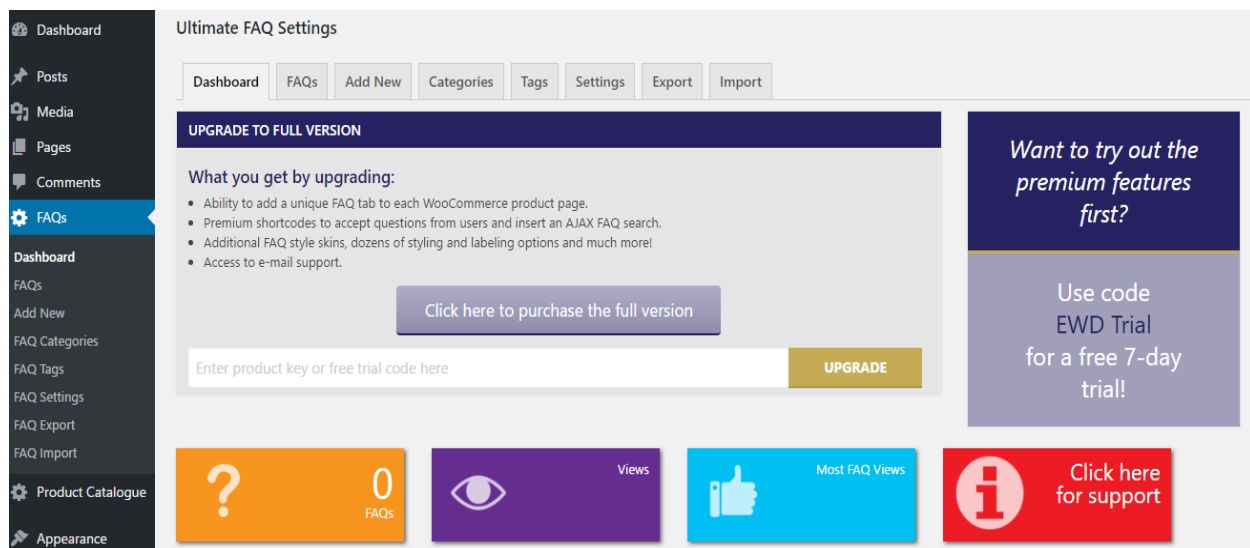 Dashboard
Posts
Media
Pages
Comments
FAQs
Dashboard
FAQs
Add New
FAQ Categories
FAQ Tags
FAQ Settings
FAQ Export
FAQ Import
Product Catalogue
Appearance
Ultimate FAQ Settings
Dashboard FAQs Add New Categories Tags Settings Export Import
UPGRADE TO FULL VERSION
What you get by upgrading:
Ability to add a unique FAQ tab to each WooCommerce product page.
Premium shortcodes to accept questions from users and insert an AJAX FAQ search.
Additional FAQ style skins, dozens of styling and labeling options and much more!
Access to e-mail support.
Click here to purchase the full version
Enter product key or free trial code here
UPGRADE
Want to try out the
premium features
first?
Use code
EWD Trial
for a free 7-day
trial!
0
FAQs
Views
Most FAQ Views
Click here
for support